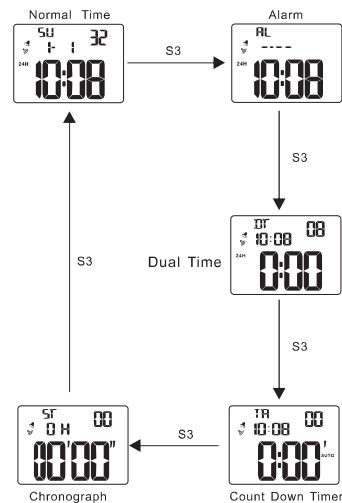 Normal Time
SU 32
1- 1
24H
10:08
S3
Alarm
AL
----
24H
10:08
S3
Dual Time
DT 08
10:08
24H
0:00
S3
TR 00
10:08
0:00'
AUTO
Count Down Timer
S3
ST 00
0 H
00'00"
Chronograph
S3